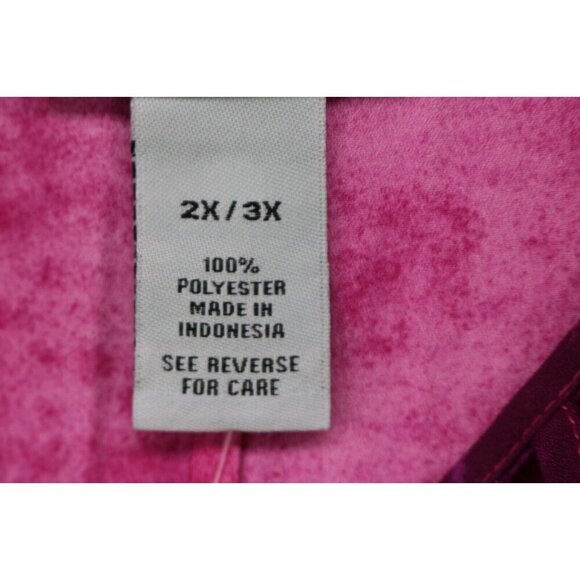 2X / 3X
100%
POLYESTER
MADE IN
INDONESIA
SEE REVERSE
FOR CARE